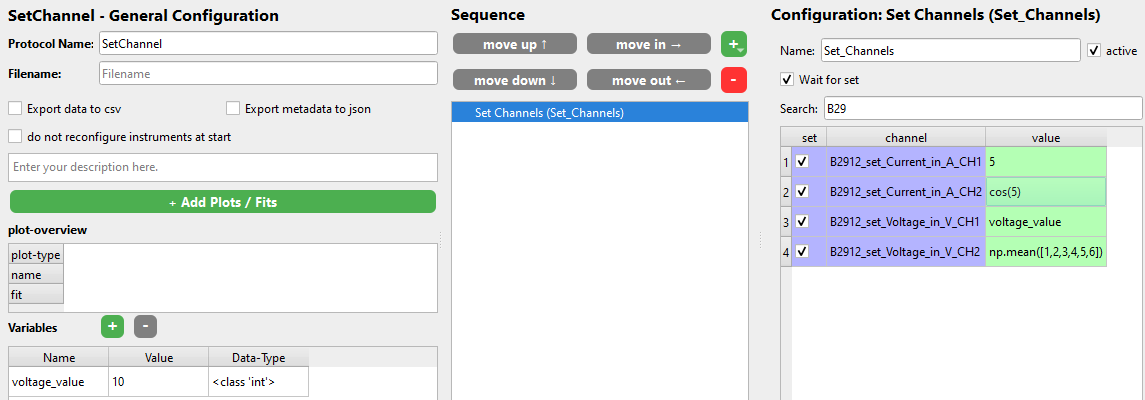 SetChannel - General Configuration
Protocol Name: SetChannel
Filename: Filename
Export data to csv
Export metadata to json
do not reconfigure instruments at start
Enter your description here.
+ Add Plots / Fits
plot-overview
plot-type
name
fit
Variables + -
Name Value Data-Type
voltage_value 10 <class 'int'>
Sequence
move up ↑ move in → +
move down ↓ move out ← -
Set Channels (Set_Channels)
Configuration: Set Channels (Set_Channels)
Name: Set_Channels active
Wait for set
Search: B29
set channel value
1 B2912_set_Current_in_A_CH1 5
2 B2912_set_Current_in_A_CH2 cos(5)
3 B2912_set_Voltage_in_V_CH1 voltage_value
4 B2912_set_Voltage_in_V_CH2 np.mean([1,2,3,4,5,6])